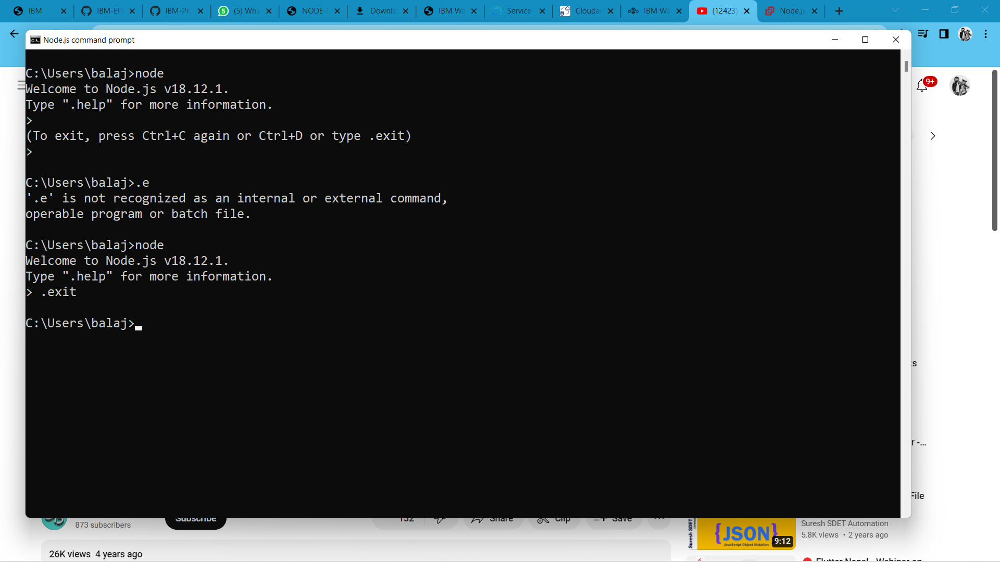 IBM
IBM-EP
IBM-Pro
(5) Wha
NODE-
Downlo
IBM Wa
Service
Cloudan
IBM Wa
(12423)
Node.js
Node.js command prompt
C:\Users\balaj>node
Welcome to Node.js v18.12.1.
Type ".help" for more information.
>
(To exit, press Ctrl+C again or Ctrl+D or type .exit)
>
C:\Users\balaj>.e
'.e' is not recognized as an internal or external command,
operable program or batch file.
C:\Users\balaj>node
Welcome to Node.js v18.12.1.
Type ".help" for more information.
> .exit
C:\Users\balaj>
9+
ts
r -...
File
873 subscribers
Subscribe
132
Share
Clip
Save
26K views 4 years ago
Suresh SDET
{JSON}
JavaScript Object Notation
9:12
Suresh SDET Automation
5.8K views • 2 years ago
Flutter Nepal - Webinar on